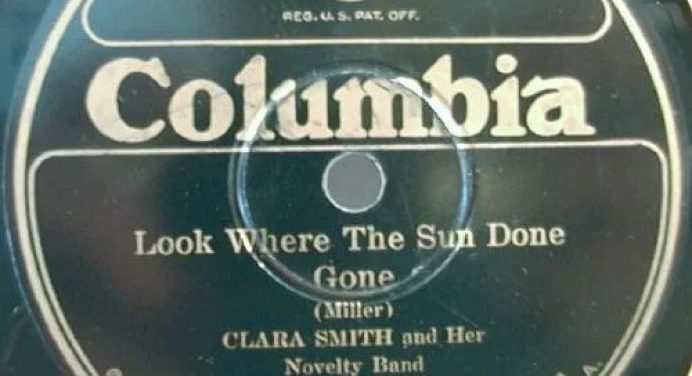 REG. U. S. PAT. OFF.
Columbia
Look Where The Sun Done
Gone
(Miller)
CLARA SMITH and Her
Novelty Band